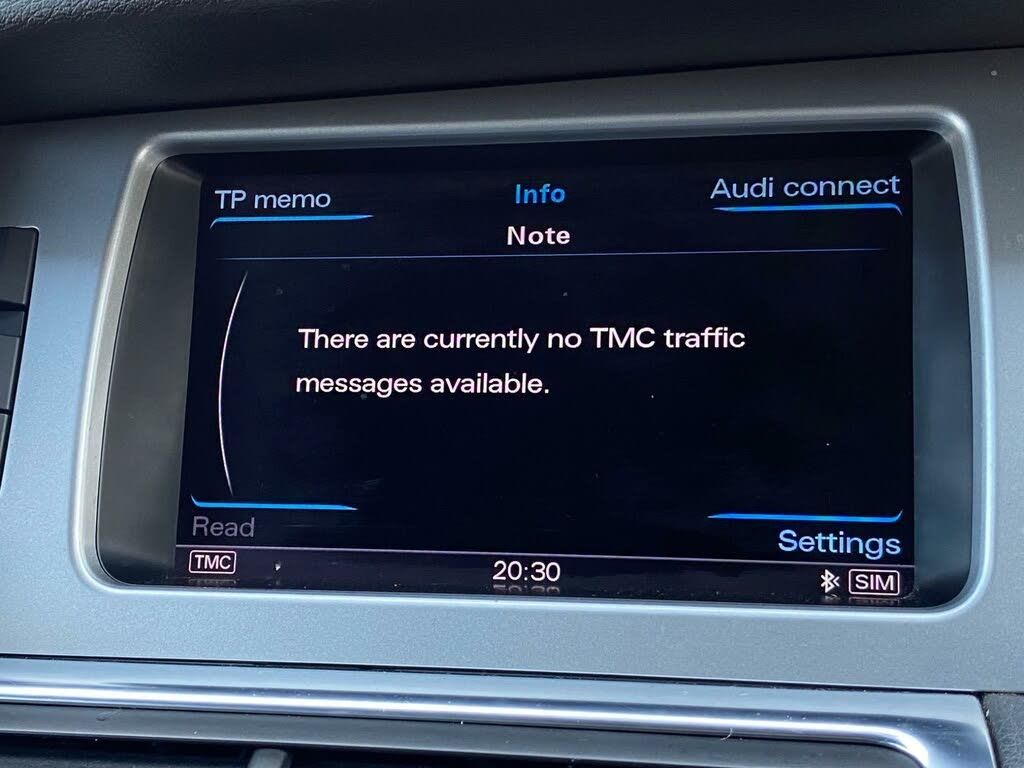 TP memo
Info
Audi connect
Note
There are currently no TMC traffic
messages available.
Read
Settings
TMC
20:30
SIM